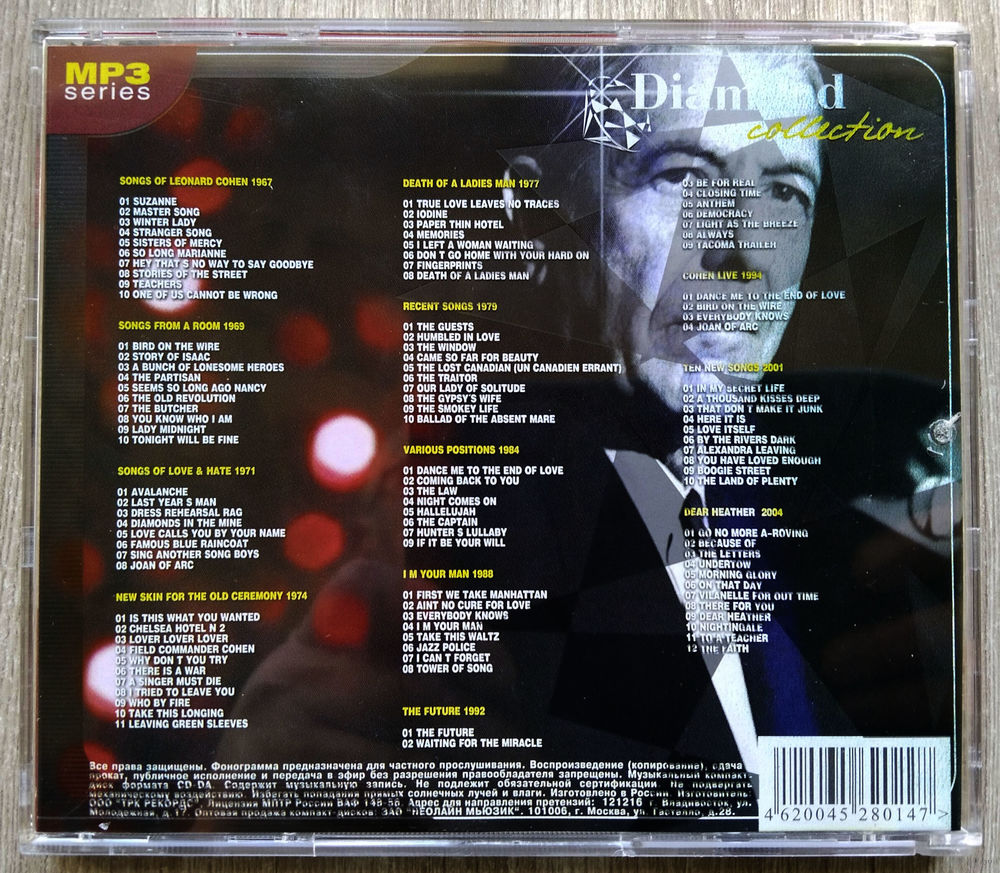 MP3
series
Diamond
collection
SONGS OF LEONARD COHEN 1967
01 SUZANNE
02 MASTER SONG
03 WINTER LADY
04 STRANGER SONG
05 SISTERS OF MERCY
06 SO LONG MARIANNE
07 HEY THAT S NO WAY TO SAY GOODBYE
08 STORIES OF THE STREET
09 TEACHERS
10 ONE OF US CANNOT BE WRONG
SONGS FROM A ROOM 1969
01 BIRD ON THE WIRE
02 STORY OF ISAAC
03 A BUNCH OF LONESOME HEROES
04 THE PARTISAN
05 SEEMS SO LONG AGO NANCY
06 THE OLD REVOLUTION
07 THE BUTCHER
08 YOU KNOW WHO I AM
09 LADY MIDNIGHT
10 TONIGHT WILL BE FINE
SONGS OF LOVE & HATE 1971
01 AVALANCHE
02 LAST YEAR S MAN
03 DRESS REHEARSAL RAG
04 DIAMONDS IN THE MINE
05 LOVE CALLS YOU BY YOUR NAME
06 FAMOUS BLUE RAINCOAT
07 SING ANOTHER SONG BOYS
08 JOAN OF ARC
NEW SKIN FOR THE OLD CEREMONY 1974
01 IS THIS WHAT YOU WANTED
02 CHELSEA HOTEL N 2
03 LOVER LOVER LOVER
04 FIELD COMMANDER COHEN
05 WHY DON T YOU TRY
06 THERE IS A WAR
07 A SINGER MUST DIE
08 I TRIED TO LEAVE YOU
09 WHO BY FIRE
10 TAKE THIS LONGING
11 LEAVING GREEN SLEEVES
DEATH OF A LADIES MAN 1977
01 TRUE LOVE LEAVES NO TRACES
02 IODINE
03 PAPER THIN HOTEL
04 MEMORIES
05 I LEFT A WOMAN WAITING
06 DON T GO HOME WITH YOUR HARD ON
07 FINGERPRINTS
08 DEATH OF A LADIES MAN
RECENT SONGS 1979
01 THE GUESTS
02 HUMBLED IN LOVE
03 THE WINDOW
04 CAME SO FAR FOR BEAUTY
05 THE LOST CANADIAN (UN CANADIEN ERRANT)
06 THE TRAITOR
07 OUR LADY OF SOLITUDE
08 THE GYPSY'S WIFE
09 THE SMOKEY LIFE
10 BALLAD OF THE ABSENT MARE
VARIOUS POSITIONS 1984
01 DANCE ME TO THE END OF LOVE
02 COMING BACK TO YOU
03 THE LAW
04 NIGHT COMES ON
05 HALLELUJAH
06 THE CAPTAIN
07 HUNTER S LULLABY
09 IF IT BE YOUR WILL
I M YOUR MAN 1988
01 FIRST WE TAKE MANHATTAN
02 AINT NO CURE FOR LOVE
03 EVERYBODY KNOWS
04 I M YOUR MAN
05 TAKE THIS WALTZ
06 JAZZ POLICE
07 I CAN T FORGET
08 TOWER OF SONG
THE FUTURE 1992
01 THE FUTURE
02 WAITING FOR THE MIRACLE
03 BE FOR REAL
04 CLOSING TIME
05 ANTHEM
06 DEMOCRACY
07 LIGHT AS THE BREEZE
08 ALWAYS
09 TACOMA TRAILER
COHEN LIVE 1994
01 DANCE ME TO THE END OF LOVE
02 BIRD ON THE WIRE
03 EVERYBODY KNOWS
04 JOAN OF ARC
TEN NEW SONGS 2001
01 IN MY SECRET LIFE
02 A THOUSAND KISSES DEEP
03 THAT DON T MAKE IT JUNK
04 HERE IT IS
05 LOVE ITSELF
06 BY THE RIVERS DARK
07 ALEXANDRA LEAVING
08 YOU HAVE LOVED ENOUGH
09 BOOGIE STREET
10 THE LAND OF PLENTY
DEAR HEATHER 2004
01 GO NO MORE A-ROVING
02 BECAUSE OF
03 THE LETTERS
04 UNDERTOW
05 MORNING GLORY
06 ON THAT DAY
07 VILANELLE FOR OUT TIME
08 THERE FOR YOU
09 DEAR HEATHER
10 NIGHTINGALE
11 TO A TEACHER
12 THE FAITH
Все права защищены. Фонограмма предназначена для частного прослушивания. Воспроизведение (копирование), сдача в
прокат, публичное исполнение и передача в эфир без разрешения правообладателя запрещены. Музыкальный компакт-
диск формата CD-DA. Содержит музыкальную запись. Не подлежит обязательной сертификации. Не подвергать
механическому воздействию. Избегать попадания прямых солнечных лучей и влаги. Изготовлено в России. Изготовитель
ООО "ТРК РЕКОРДС". Лицензия МПТР России ВАФ Адрес для направления претензий: 121216 г. Владивосток, ул.
Молодежная, д.17. Оптовая продажа компакт-дисков: ЗАО "НЕОЛАЙН МЬЮЗИК". 101006, г. Москва, ул. Гастелло, д.28.
4 620045 280147 >